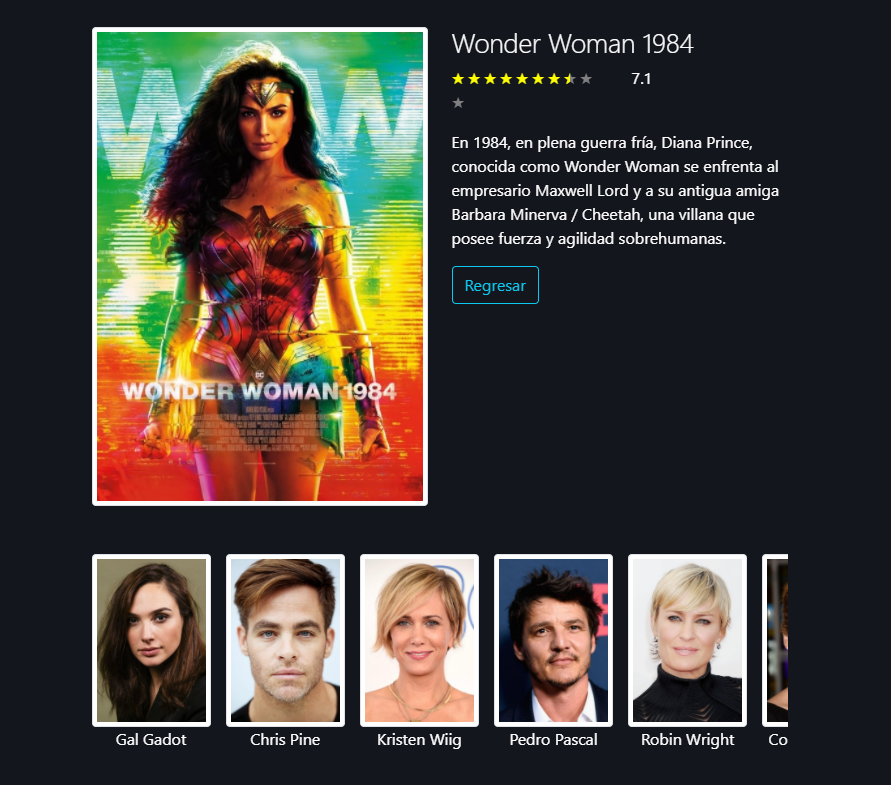 Wonder Woman 1984
7.1
En 1984, en plena guerra fría, Diana Prince,
conocida como Wonder Woman se enfrenta al
empresario Maxwell Lord y a su antigua amiga
Barbara Minerva / Cheetah, una villana que
posee fuerza y agilidad sobrehumanas.
Regresar
WW
DC
WONDER WOMAN 1984
Gal Gadot
Chris Pine
Kristen Wiig
Pedro Pascal
Robin Wright
Co